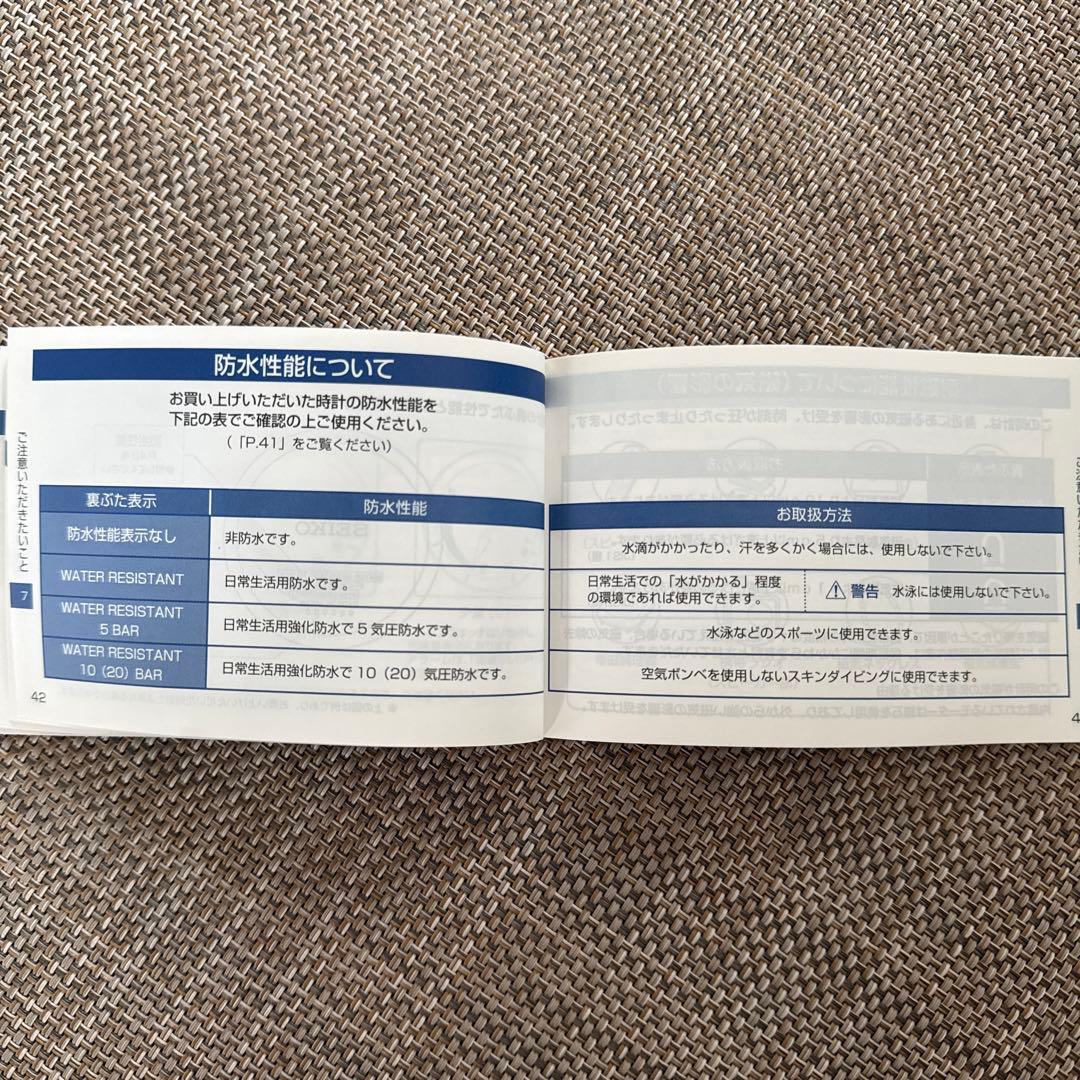 防水性能について
お買い上げいただいた時計の防水性能を
下記の表でご確認の上ご使用ください。
(「P.41」をご覧ください)
裏ぶた表示 防水性能 お取扱方法
防水性能表示なし 非防水です。 水滴がかかったり、汗を多くかく場合には、使用しないで下さい。
WATER RESISTANT 日常生活用防水です。
日常生活での「水がかかる」程度
の環境であれば使用できます。
警告 水泳には使用しないで下さい。
WATER RESISTANT
5 BAR
日常生活用強化防水で 5 気圧防水です。 水泳などのスポーツに使用できます。
WATER RESISTANT
10(20)BAR
日常生活用強化防水で 10(20)気圧防水です。 空気ボンベを使用しないスキンダイビングに使用できます。
ご注意いただきたいこと
7
42
SEIKO